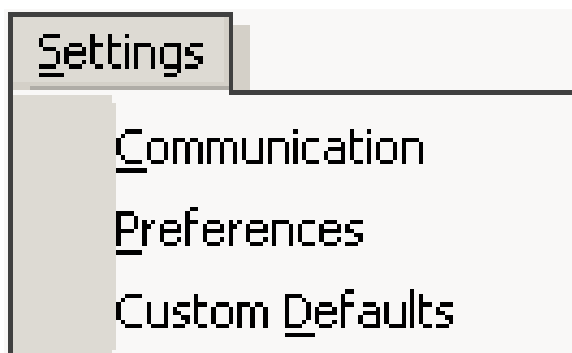 Settings
Communication
Preferences
Custom Defaults